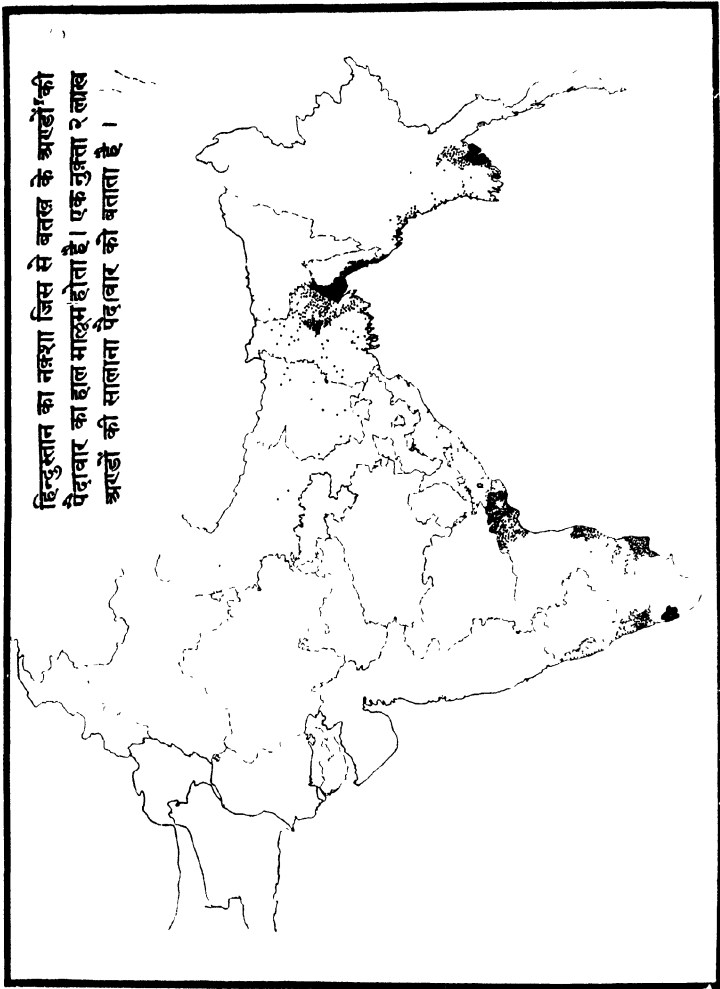 हिन्दुस्तान का नक़्शा जिस से बतख़ के अण्डों की
पैदावार का हाल मालूम होता है। एक नुक़्ता २ लाख
अण्डों की सालाना पैदावार को बताता है ।